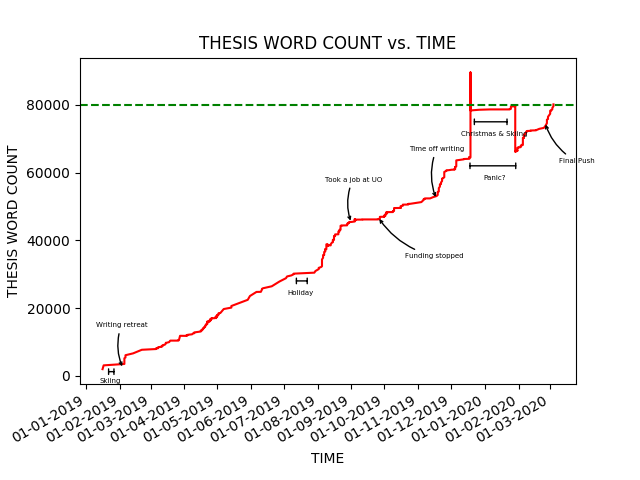 THESIS WORD COUNT vs. TIME
THESIS WORD COUNT
80000
60000
40000
20000
0
Christmas & Skiing
Time off writing
Final Push
Took a job at UO
Panic?
Funding stopped
Holiday
Writing retreat
Skiing
01-01-2019
01-02-2019
01-03-2019
01-04-2019
01-05-2019
01-06-2019
01-07-2019
01-08-2019
01-09-2019
01-10-2019
01-11-2019
01-12-2019
01-01-2020
01-02-2020
01-03-2020
TIME